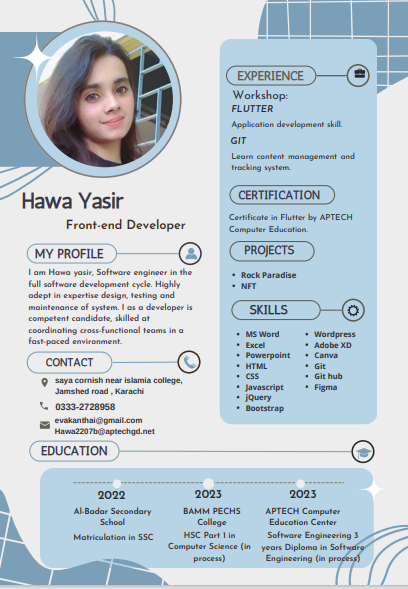 Hawa Yasir
Front-end Developer
MY PROFILE
I am Hawa yasir, Software engineer in the
full software development cycle. Highly
adept in expertise design, testing and
maintenance of system. I as a developer is
competent candidate, skilled at
coordinating cross-functional teams in a
fast-paced environment.
CONTACT
saya cornish near islamia college,
Jamshed road , Karachi
0333-2728958
evakanthai@gmail.com
Hawa2207b@aptechgd.net
EXPERIENCE
Workshop:
FLUTTER
Application development skill.
GIT
Learn content management and
tracking system.
CERTIFICATION
Certificate in Flutter by APTECH
Computer Education.
PROJECTS
• Rock Paradise
• NFT
SKILLS
• MS Word
• Excel
• Powerpoint
• HTML
• CSS
• Javascript
• jQuery
• Bootstrap
• Wordpress
• Adobe XD
• Canva
• Git
• Git hub
• Figma
EDUCATION
2022
Al-Badar Secondary
School
Matriculation in SSC
2023
BAMM PECHS
College
HSC Part 1 in
Computer Science (in
process)
2023
APTECH Computer
Education Center
Software Engineering 3
years Diploma in Software
Engineering (in process)